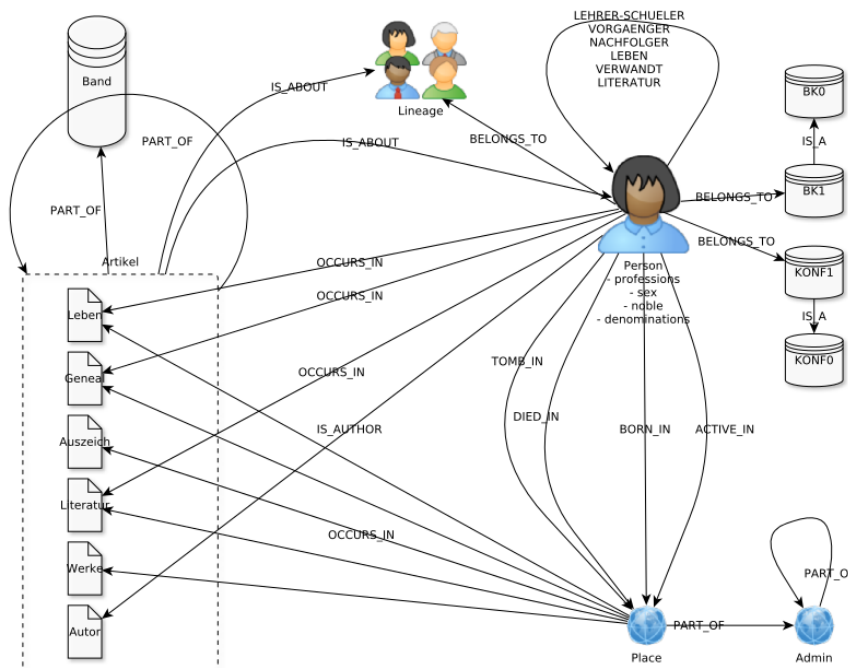 LEHRER-SCHUELER
VORGAENGER
NACHFOLGER
LEBEN
VERWANDT
LITERATUR
Band
IS_ABOUT
Lineage
BK0
PART_OF
IS_ABOUT
BELONGS_TO
IS_A
BELONGS_TO
BK1
PART_OF
BELONGS_TO
Artikel
OCCURS_IN
Person
- professions
- sex
- noble
- denominations
KONF1
OCCURS_IN
Leben
IS_A
KONF0
TOMB_IN
OCCURS_IN
Geneal
DIED_IN
IS_AUTHOR
BORN_IN
ACTIVE_IN
Auszeich
Literatur
OCCURS_IN
Werke
PART_O
Autor
PART_OF
Place
Admin